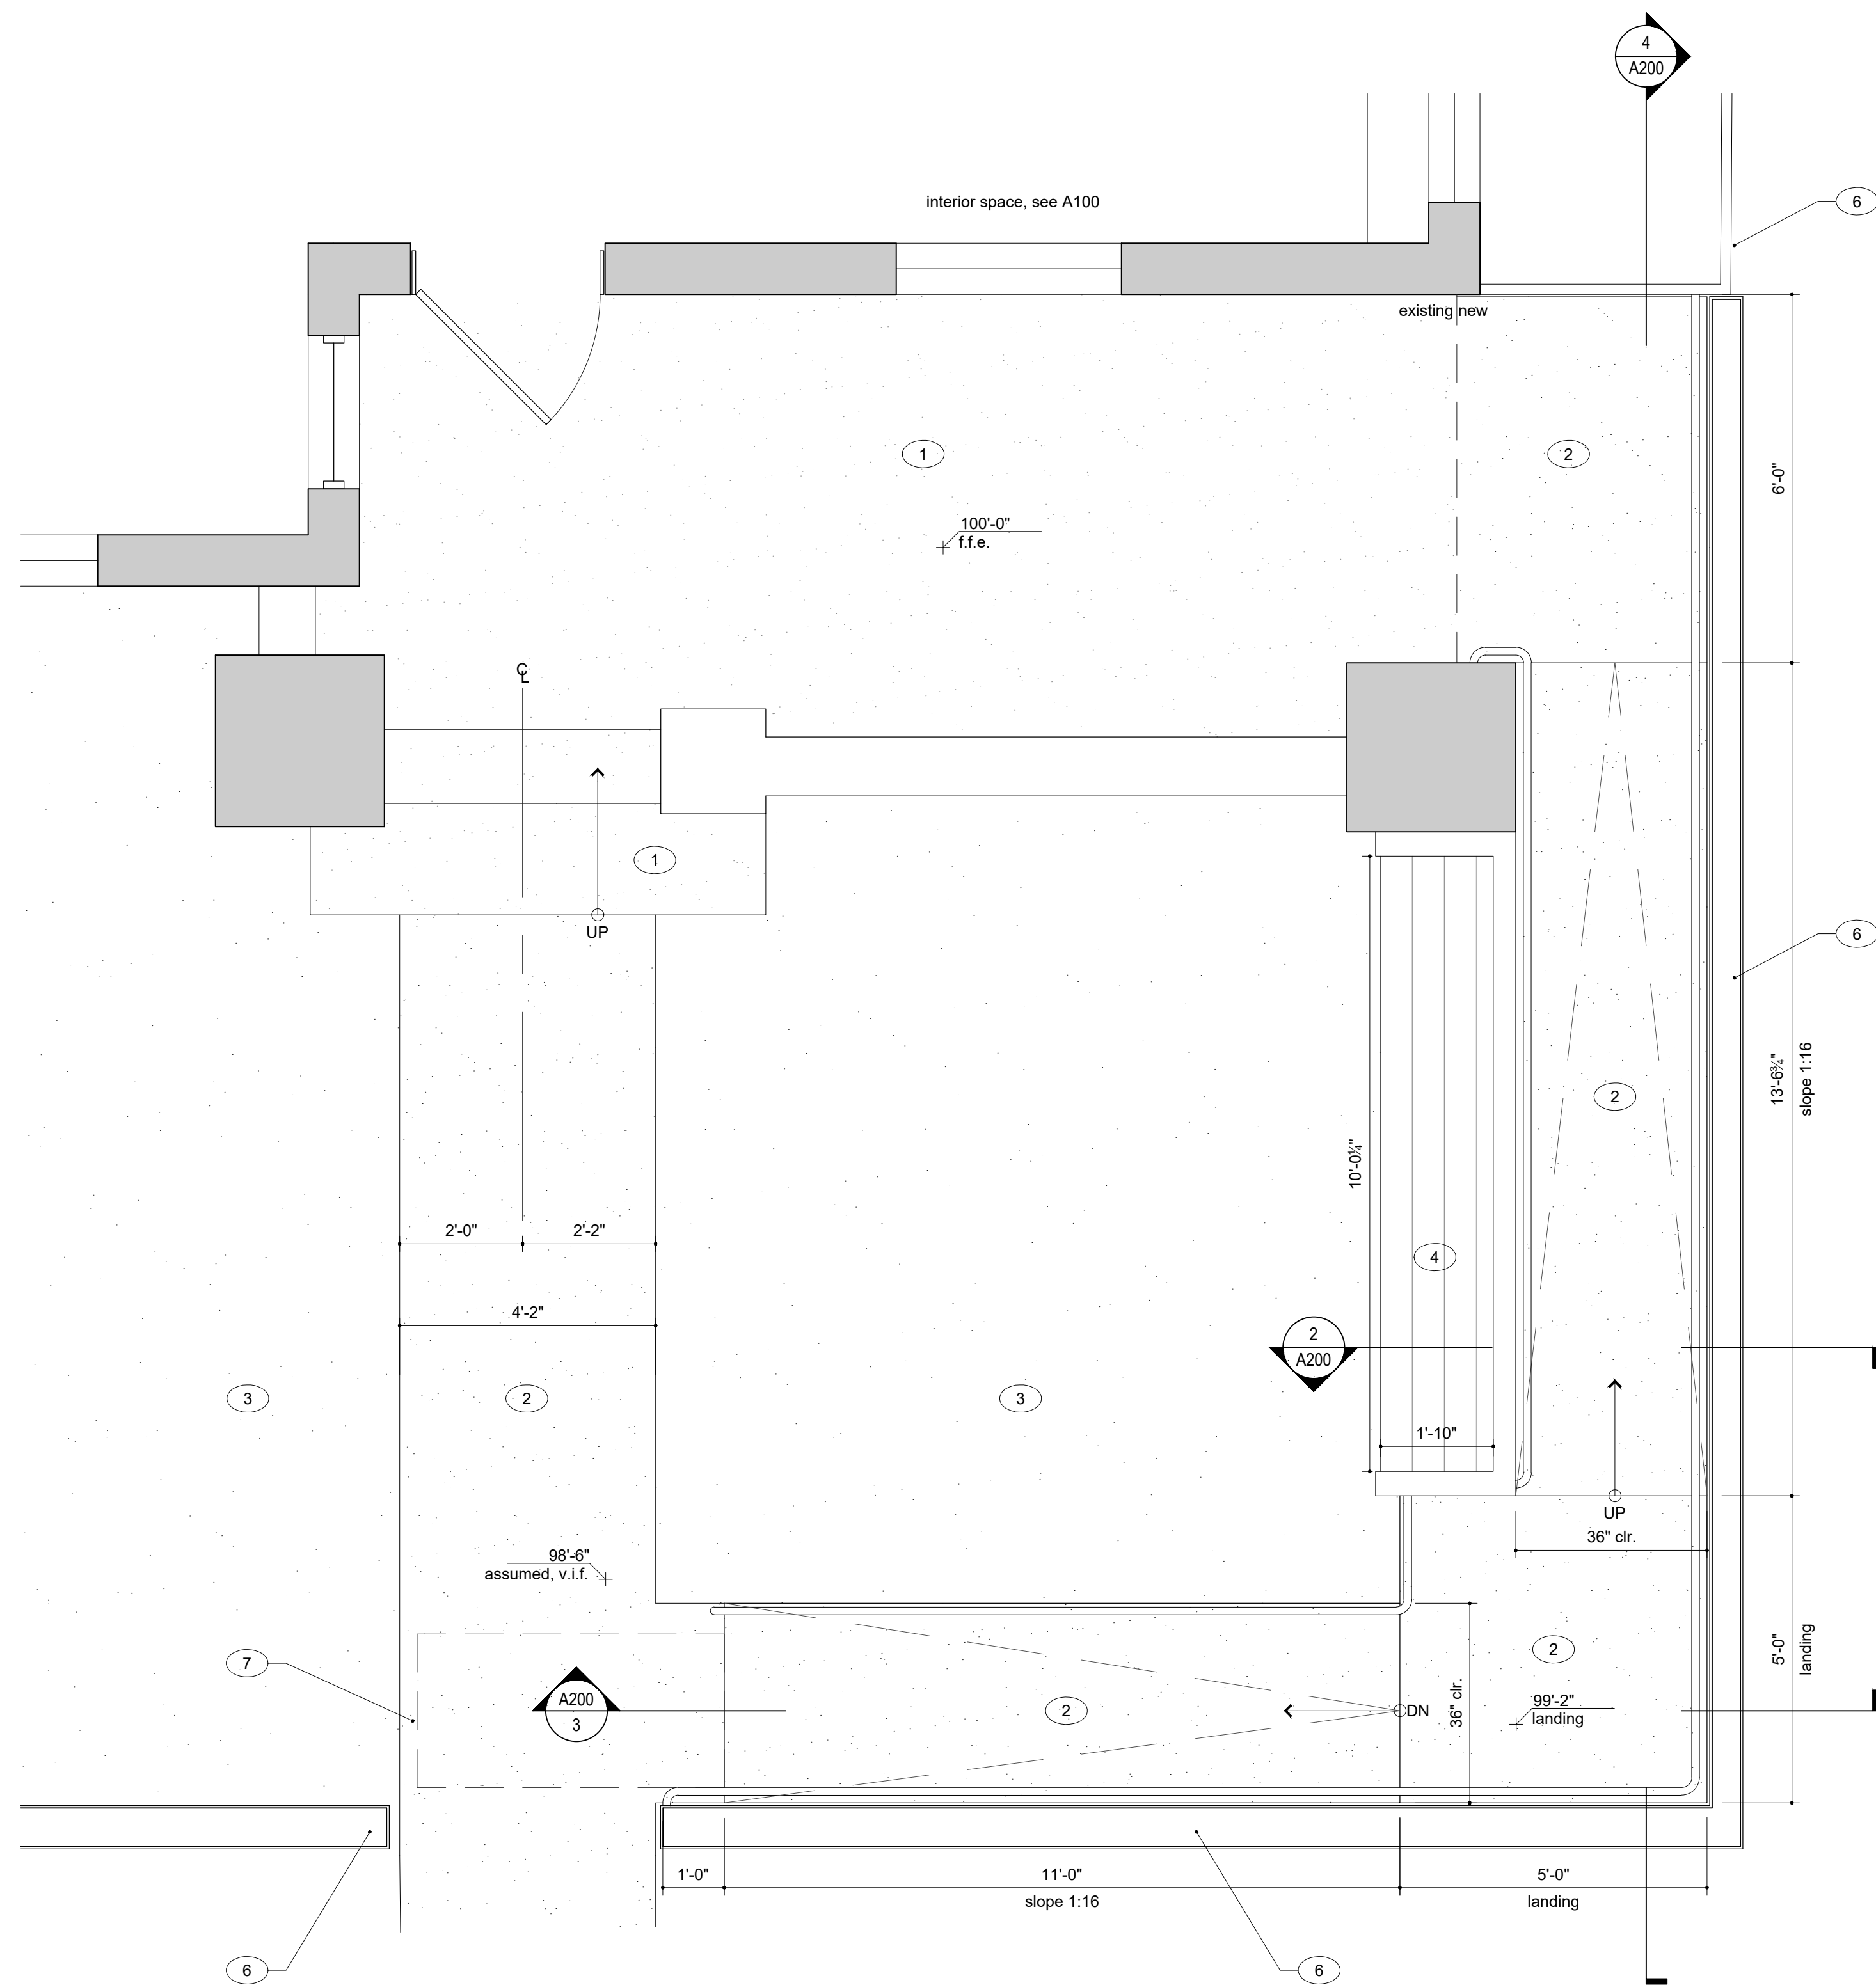 4
A200
interior space, see A100
6
existing new
1
2
6'-0"
100'-0"
f.f.e.
CL
1
UP
6
13'-6¾"
slope 1:16
2
10'-0¼"
2'-0"
2'-2"
4
4'-2"
2
A200
3
2
3
1'-10"
UP
36" clr.
98'-6"
assumed, v.i.f.
7
A200
3
2
36" clr.
DN
2
99'-2"
landing
5'-0"
landing
1'-0"
11'-0"
5'-0"
slope 1:16
landing
6
6